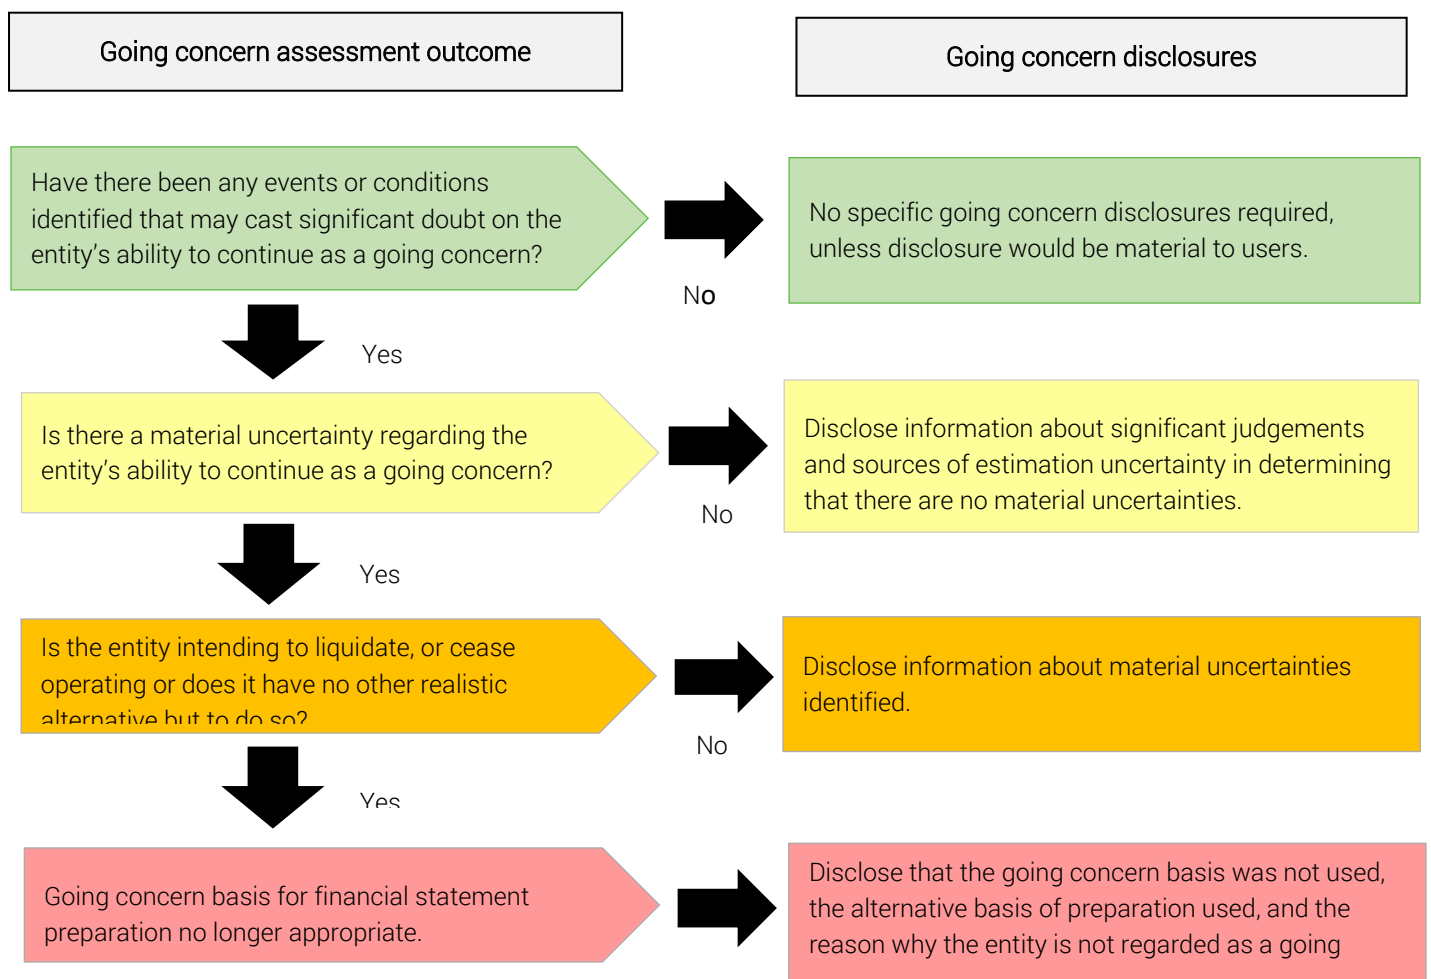 Going concern assessment outcome
Going concern disclosures
Have there been any events or conditions
identified that may cast significant doubt on the
entity's ability to continue as a going concern?
No
No specific going concern disclosures required,
unless disclosure would be material to users.
Yes
Is there a material uncertainty regarding the
entity's ability to continue as a going concern?
No
Disclose information about significant judgements
and sources of estimation uncertainty in determining
that there are no material uncertainties.
Yes
Is the entity intending to liquidate, or cease
operating or does it have no other realistic
alternative but to do so?
No
Disclose information about material uncertainties
identified.
Yes
Going concern basis for financial statement
preparation no longer appropriate.
Disclose that the going concern basis was not used,
the alternative basis of preparation used, and the
reason why the entity is not regarded as a going